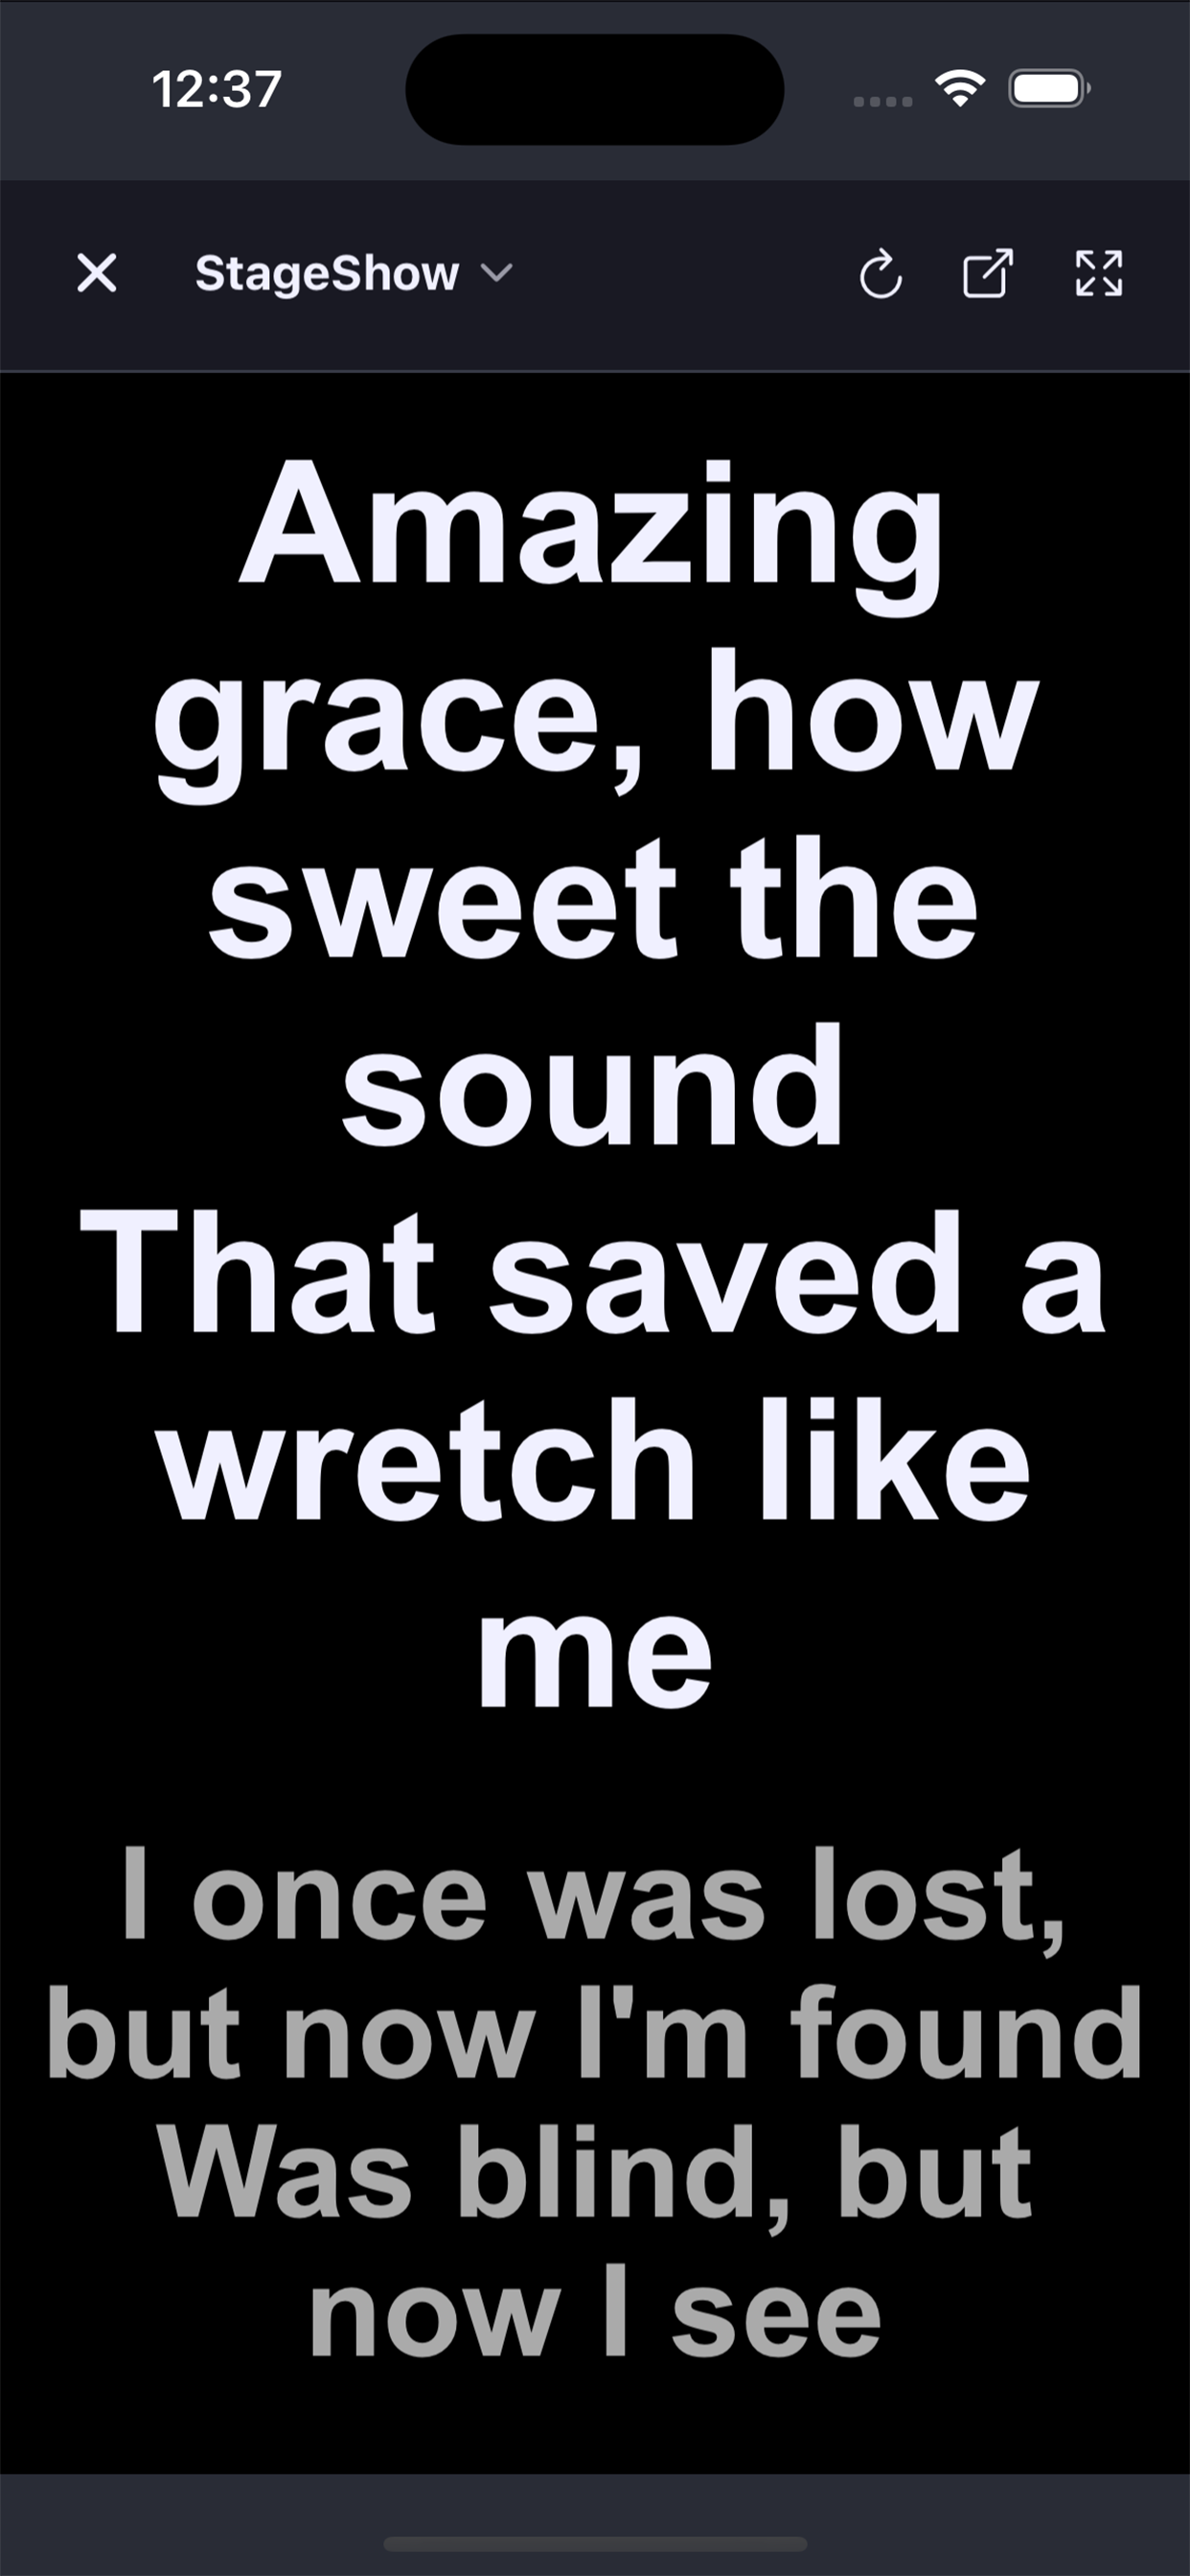 12:37
StageShow
Amazing
grace, how
sweet the
sound
That saved a
wretch like
me
I once was lost,
but now I'm found
Was blind, but
now I see